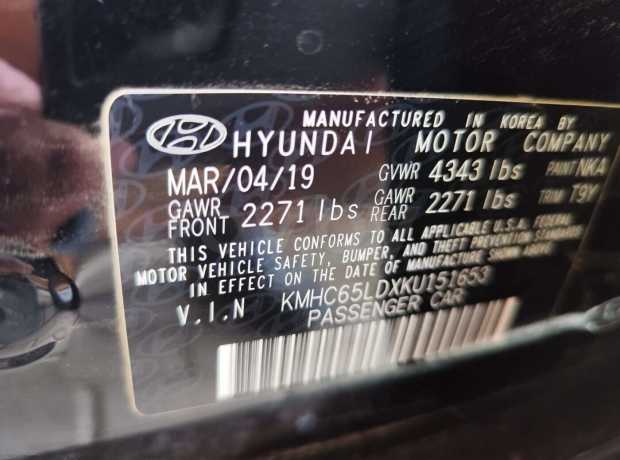 MANUFACTURED IN KOREA BY
HYUNDAI MOTOR COMPANY
MAR/04/19 GVWR 4343 lbs PAINT NKA
GAWR FRONT 2271 lbs GAWR REAR 2271 lbs TRIM T9Y
THIS VEHICLE CONFORMS TO ALL APPLICABLE U.S.A. FEDERAL
MOTOR VEHICLE SAFETY, BUMPER, AND THEFT PREVENTION STANDARDS
IN EFFECT ON THE DATE OF MANUFACTURE SHOWN ABOVE.
V.I.N KMHC65LDXKU151653
PASSENGER CAR